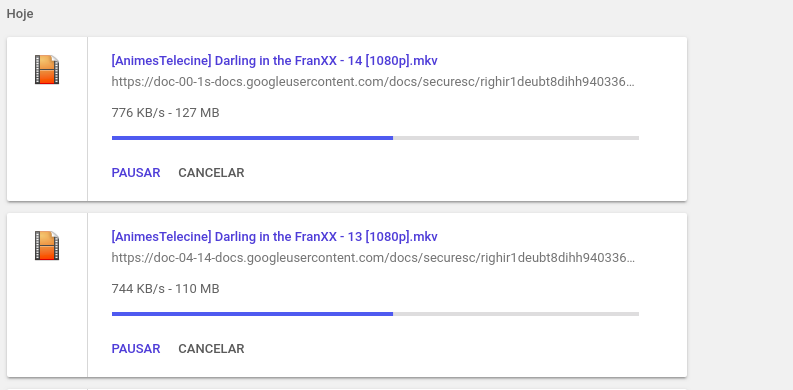 Hoje
[AnimesTelecine] Darling in the FranXX - 14 [1080p].mkv
https://doc-00-1s-docs.googleusercontent.com/docs/securesc/righir1deubt8dihh940336…
776 KB/s - 127 MB
PAUSAR CANCELAR
[AnimesTelecine] Darling in the FranXX - 13 [1080p].mkv
https://doc-04-14-docs.googleusercontent.com/docs/securesc/righir1deubt8dihh940336…
744 KB/s - 110 MB
PAUSAR CANCELAR